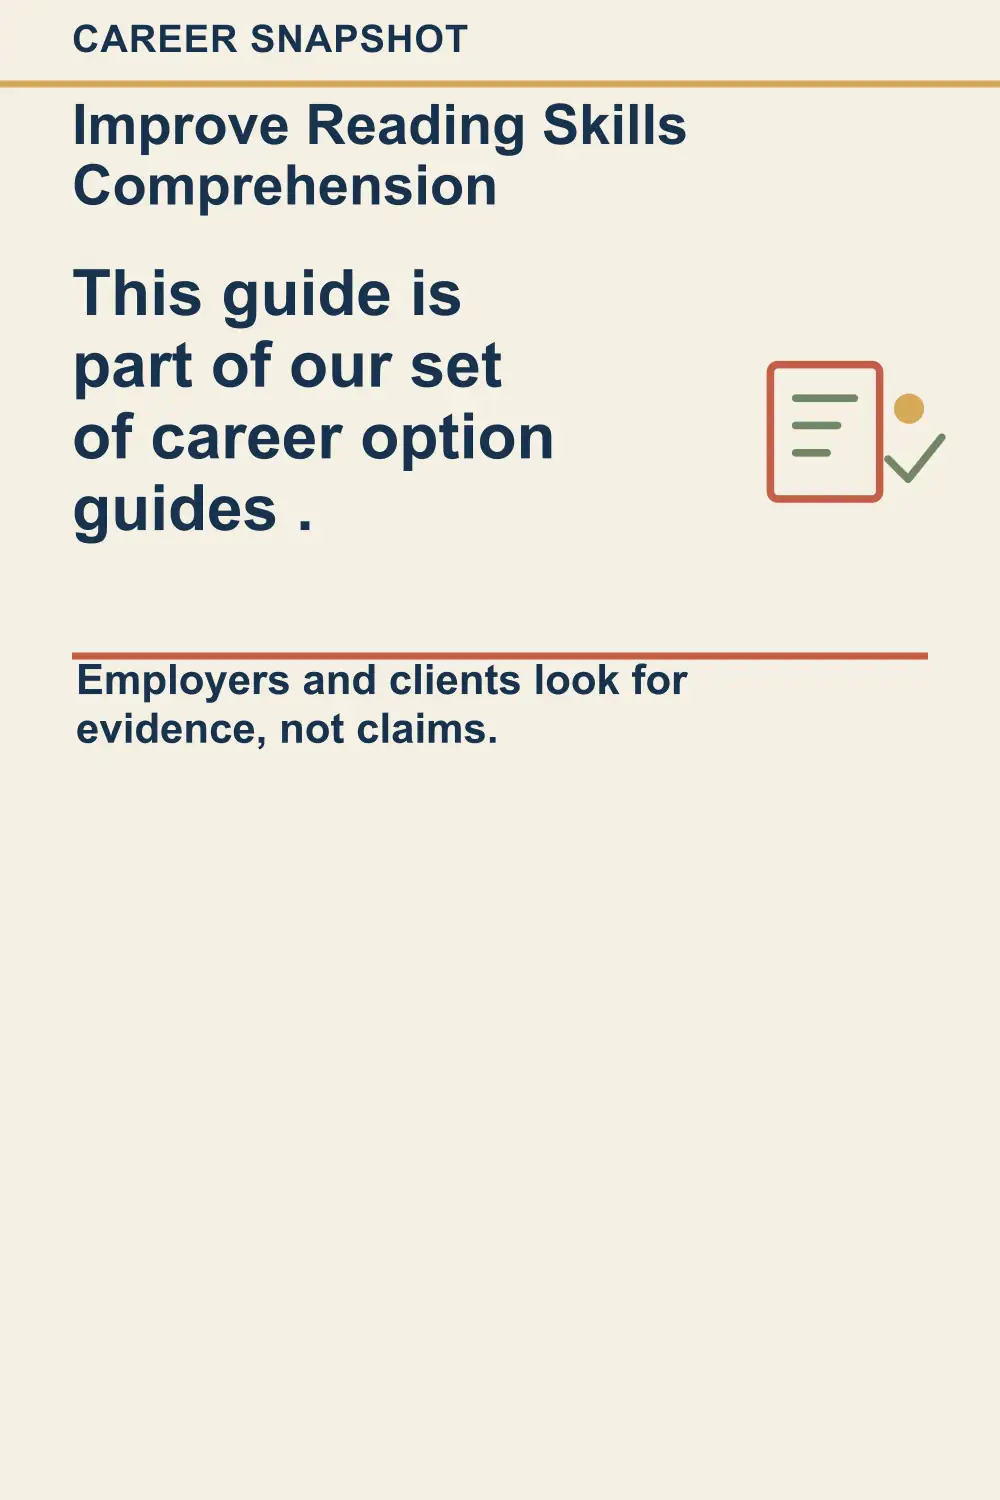 CAREER SNAPSHOT
Improve Reading Skills
Comprehension
This guide is
part of our set
of career option
guides .
Employers and clients look for
evidence, not claims.